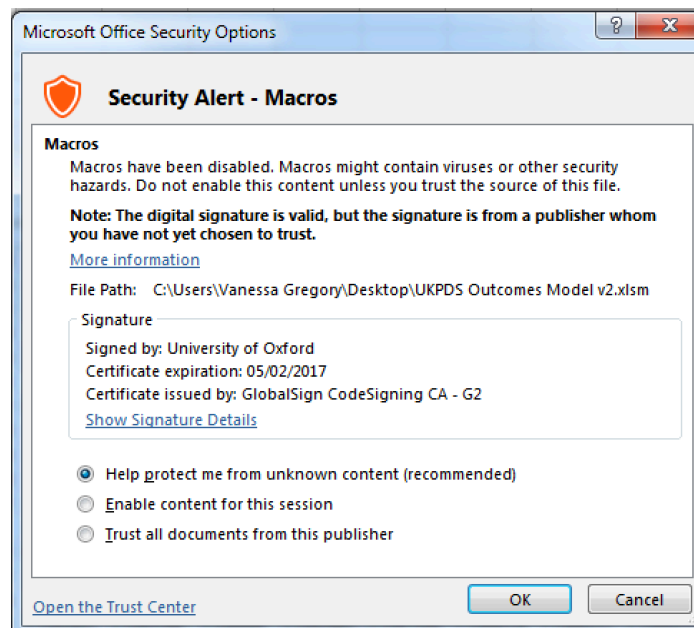 Microsoft Office Security Options
?
Security Alert - Macros
Macros
Macros have been disabled. Macros might contain viruses or other security
hazards. Do not enable this content unless you trust the source of this file.
Note: The digital signature is valid, but the signature is from a publisher whom
you have not yet chosen to trust.
More information
File Path: C:\Users\Vanessa Gregory\Desktop\UKPDS Outcomes Model v2.xlsm
Signature
Signed by: University of Oxford
Certificate expiration: 05/02/2017
Certificate issued by: GlobalSign CodeSigning CA - G2
Show Signature Details
Help protect me from unknown content (recommended)
Enable content for this session
Trust all documents from this publisher
Open the Trust Center
OK
Cancel